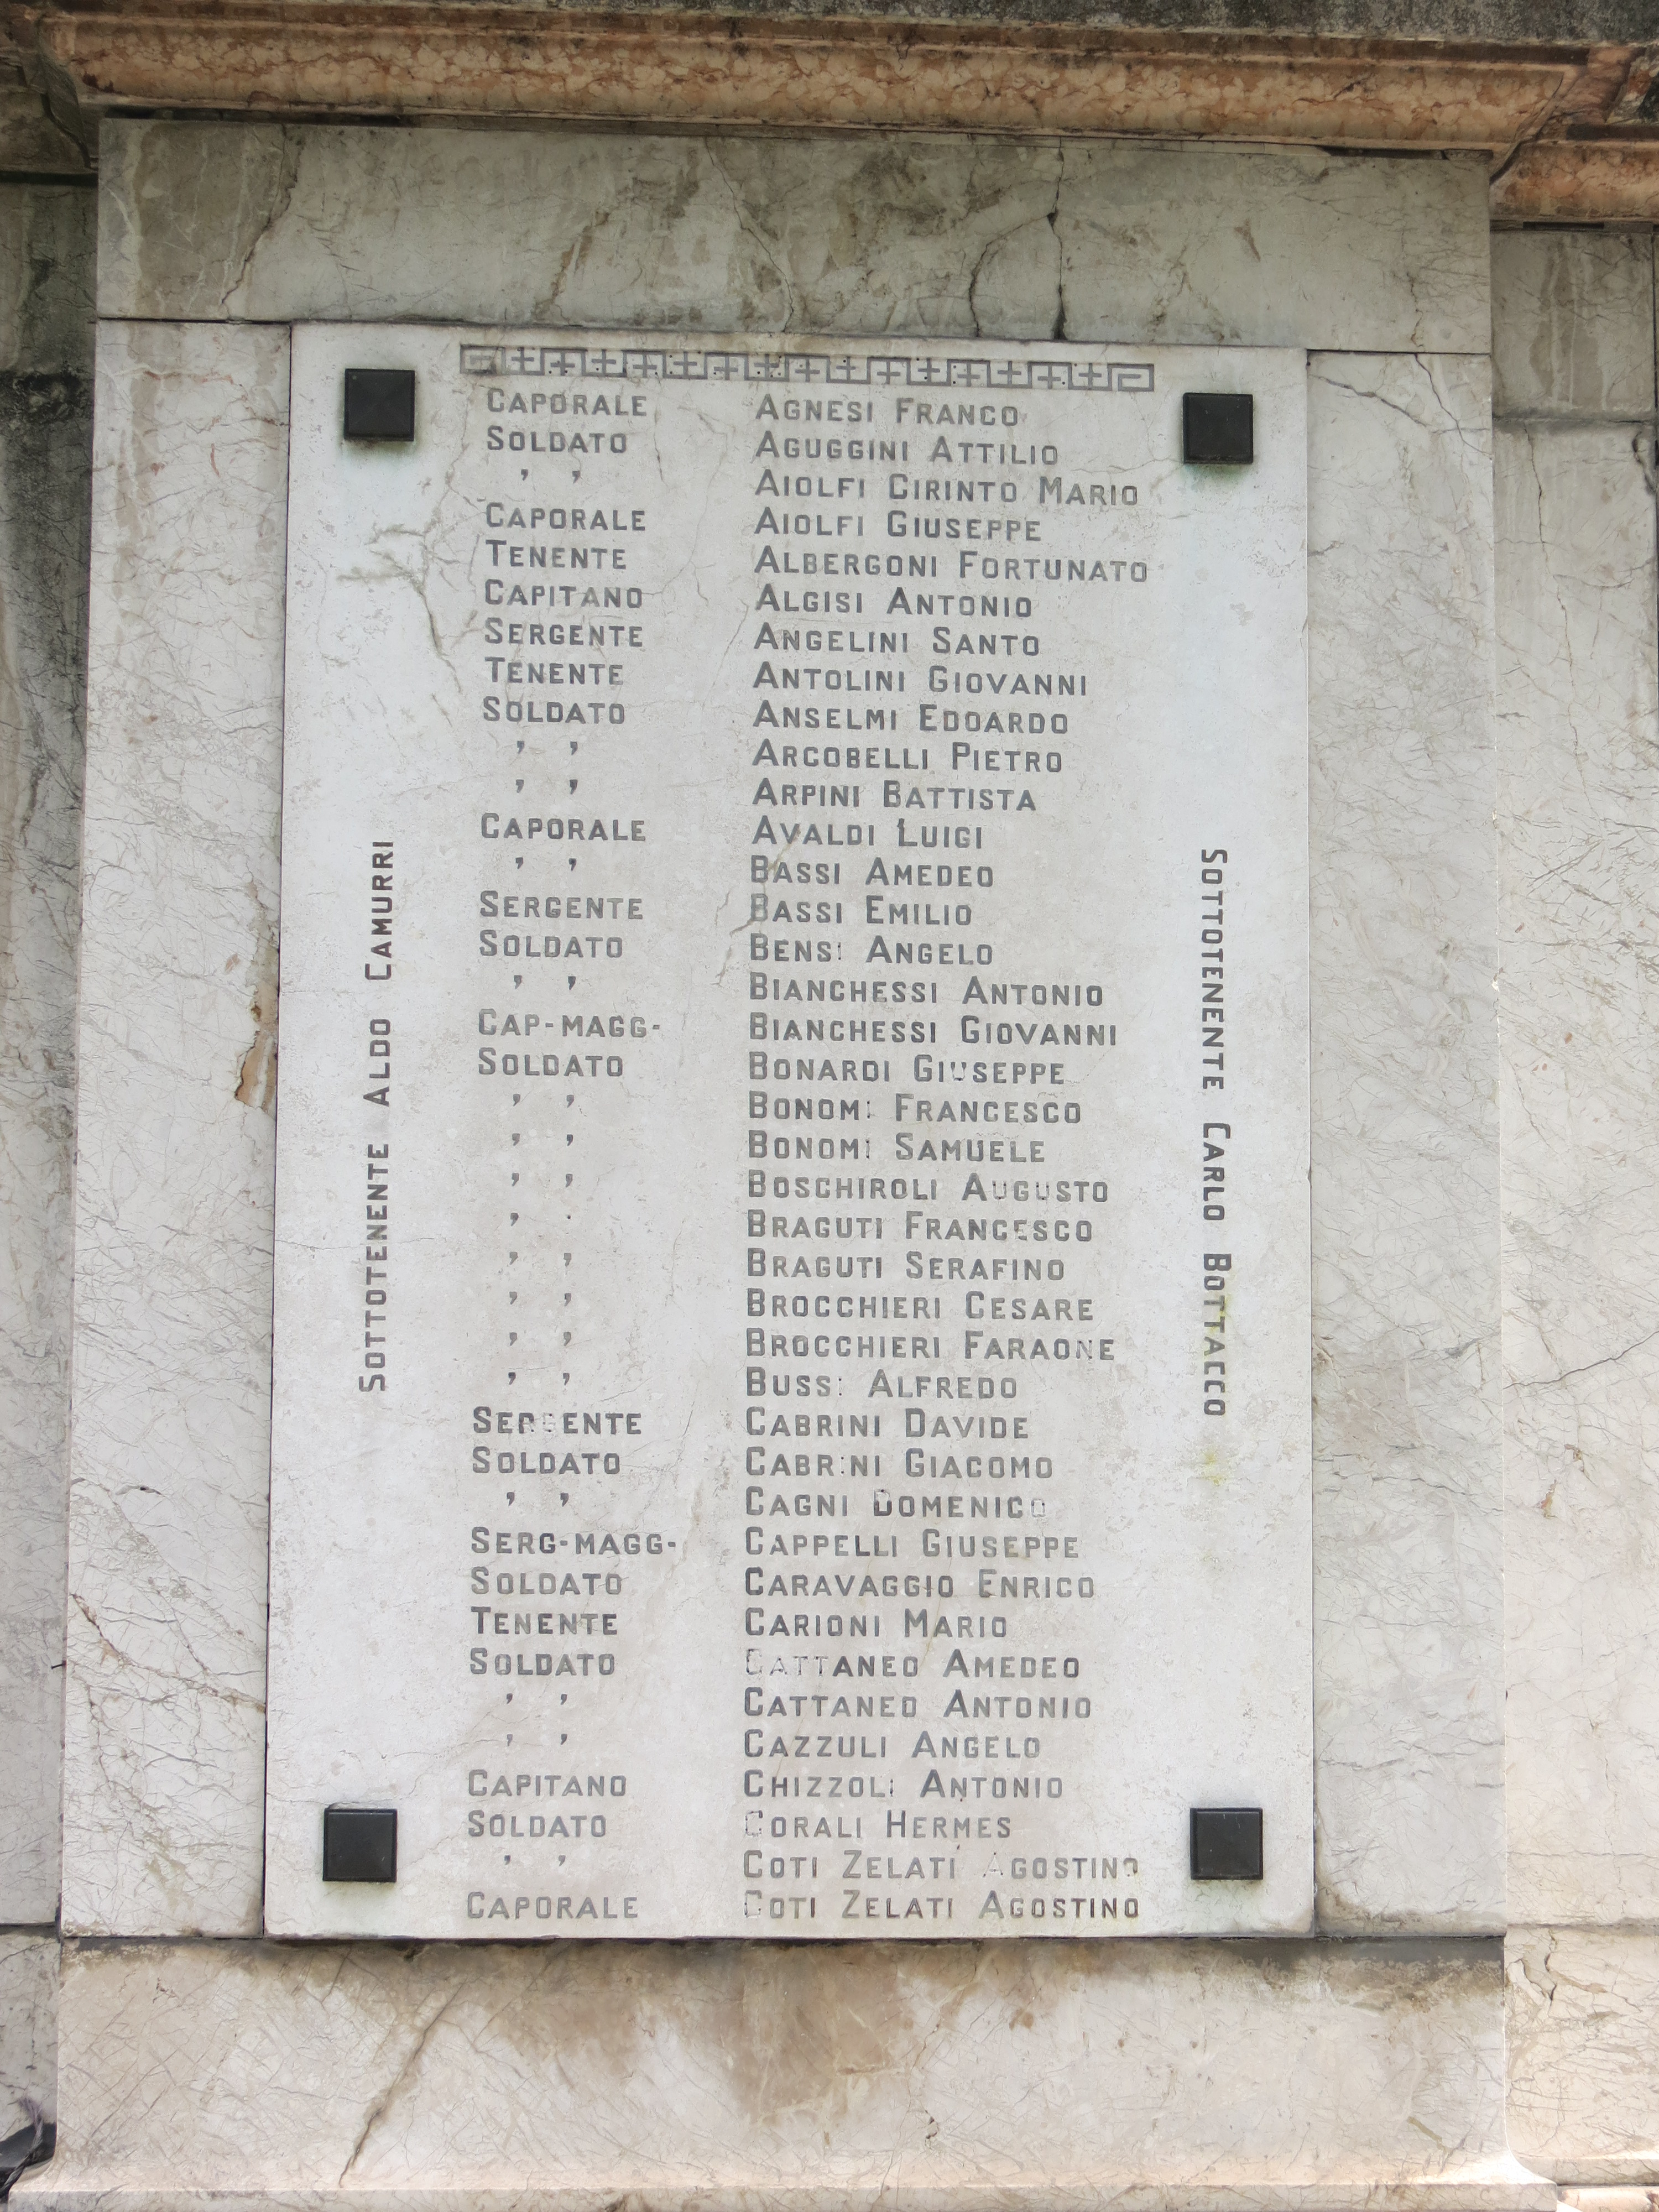 SOTTOTENENTE ALDO CAMURRI
CAPORALE AGNESI FRANCO
SOLDATO AGUGGINI ATTILIO
’ ’ AIOLFI CIRINTO MARIO
CAPORALE AIOLFI GIUSEPPE
TENENTE ALBERGONI FORTUNATO
CAPITANO ALGISI ANTONIO
SERGENTE ANGELINI SANTO
TENENTE ANTOLINI GIOVANNI
SOLDATO ANSELMI EDOARDO
’ ’ ARCOBELLI PIETRO
’ ’ ARPINI BATTISTA
CAPORALE AVALDI LUIGI
’ ’ BASSI AMEDEO
SERGENTE BASSI EMILIO
SOLDATO BENSI ANGELO
’ ’ BIANCHESSI ANTONIO
CAP-MAGG- BIANCHESSI GIOVANNI
SOLDATO BONARDI GIUSEPPE
’ ’ BONOMI FRANCESCO
’ ’ BONOMI SAMUELE
’ ’ BOSCHIROLI AUGUSTO
’ ’ BRAGUTI FRANCESCO
’ ’ BRAGUTI SERAFINO
’ ’ BROCCHIERI CESARE
’ ’ BROCCHIERI FARAONE
’ ’ BUSSI ALFREDO
SERGENTE CABRINI DAVIDE
SOLDATO CABRINI GIACOMO
’ ’ CAGNI DOMENICO
SERG-MAGG- CAPPELLI GIUSEPPE
SOLDATO CARAVAGGIO ENRICO
TENENTE CARIONI MARIO
SOLDATO CATTANEO AMEDEO
’ ’ CATTANEO ANTONIO
’ ’ CAZZULI ANGELO
CAPITANO CHIZZOLI ANTONIO
SOLDATO CORALI HERMES
’ ’ COTI ZELATI AGOSTINO
CAPORALE COTI ZELATI AGOSTINO
SOTTOTENENTE CARLO BOTTACCO